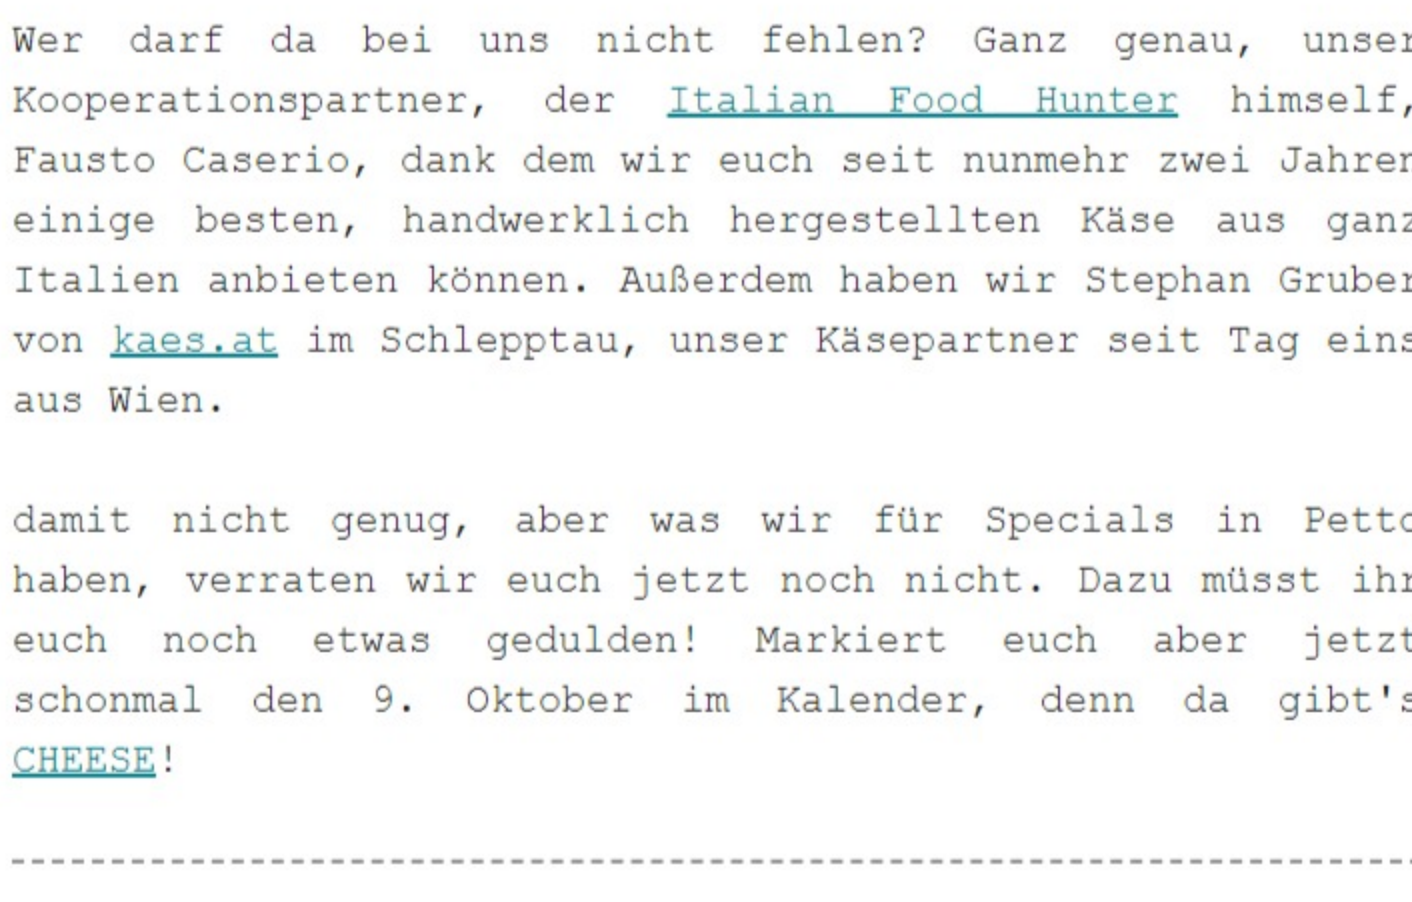 Wer darf da bei uns nicht fehlen? Ganz genau, unser
Kooperationspartner, der Italian Food Hunter himself,
Fausto Caserio, dank dem wir euch seit nunmehr zwei Jahren
einige besten, handwerklich hergestellten Käse aus ganz
Italien anbieten können. Außerdem haben wir Stephan Gruber
von kaes.at im Schlepptau, unser Käsepartner seit Tag eins
aus Wien.
damit nicht genug, aber was wir für Specials in Petto
haben, verraten wir euch jetzt noch nicht. Dazu müsst ihr
euch noch etwas gedulden! Markiert euch aber jetzt
schonmal den 9. Oktober im Kalender, denn da gibt's
CHEESE!